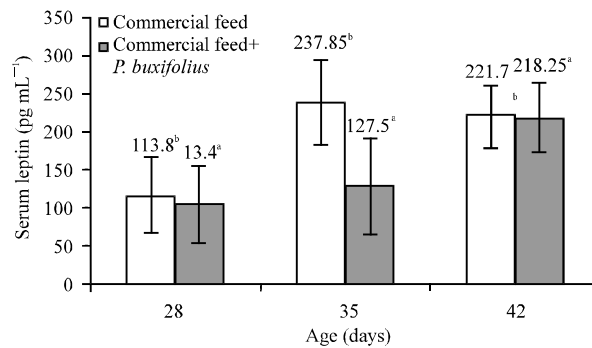 350
300
250
200
150
100
50
0
Serum leptin (pg mL⁻¹)
Commercial feed
Commercial feed+
P. buxifolius
113.8ᵇ
13.4ᵃ
237.85ᵇ
127.5ᵃ
221.7 ᵇ
218.25ᵃ
28
35
42
Age (days)